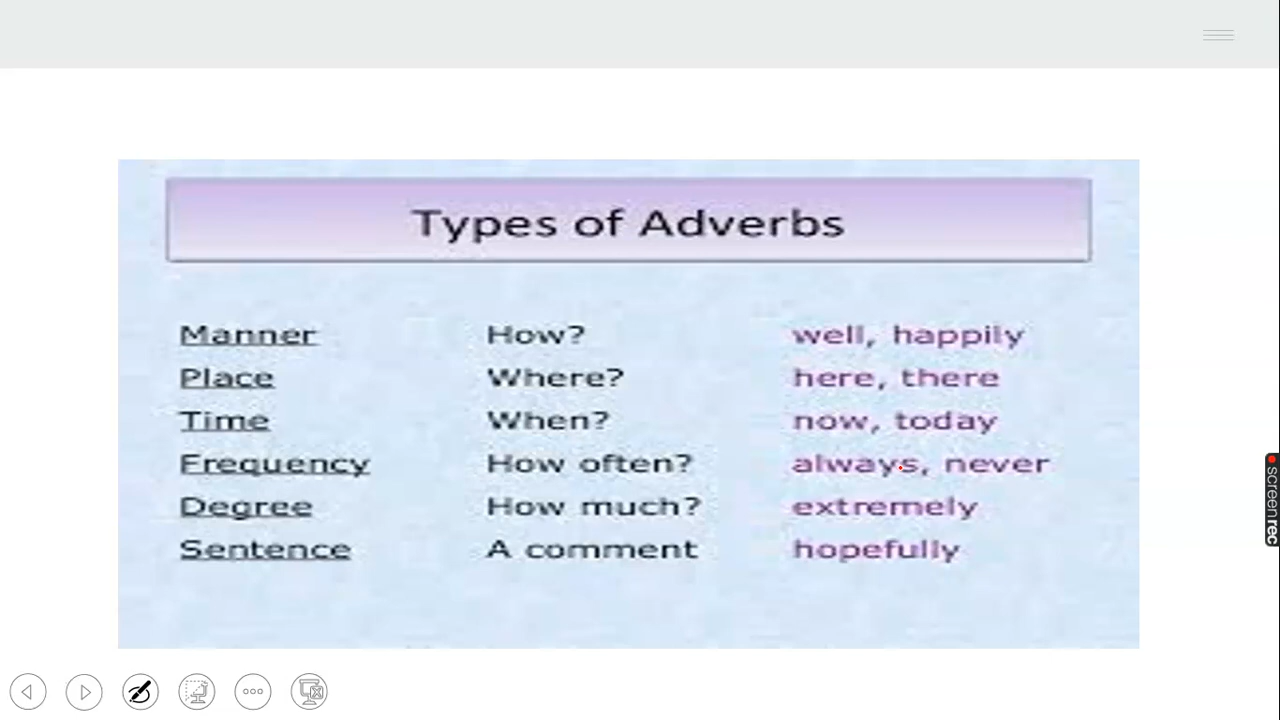 Types of Adverbs
Manner How? well, happily
Place Where? here, there
Time When? now, today
Frequency How often? always, never
Degree How much? extremely
Sentence A comment hopefully
screenrec